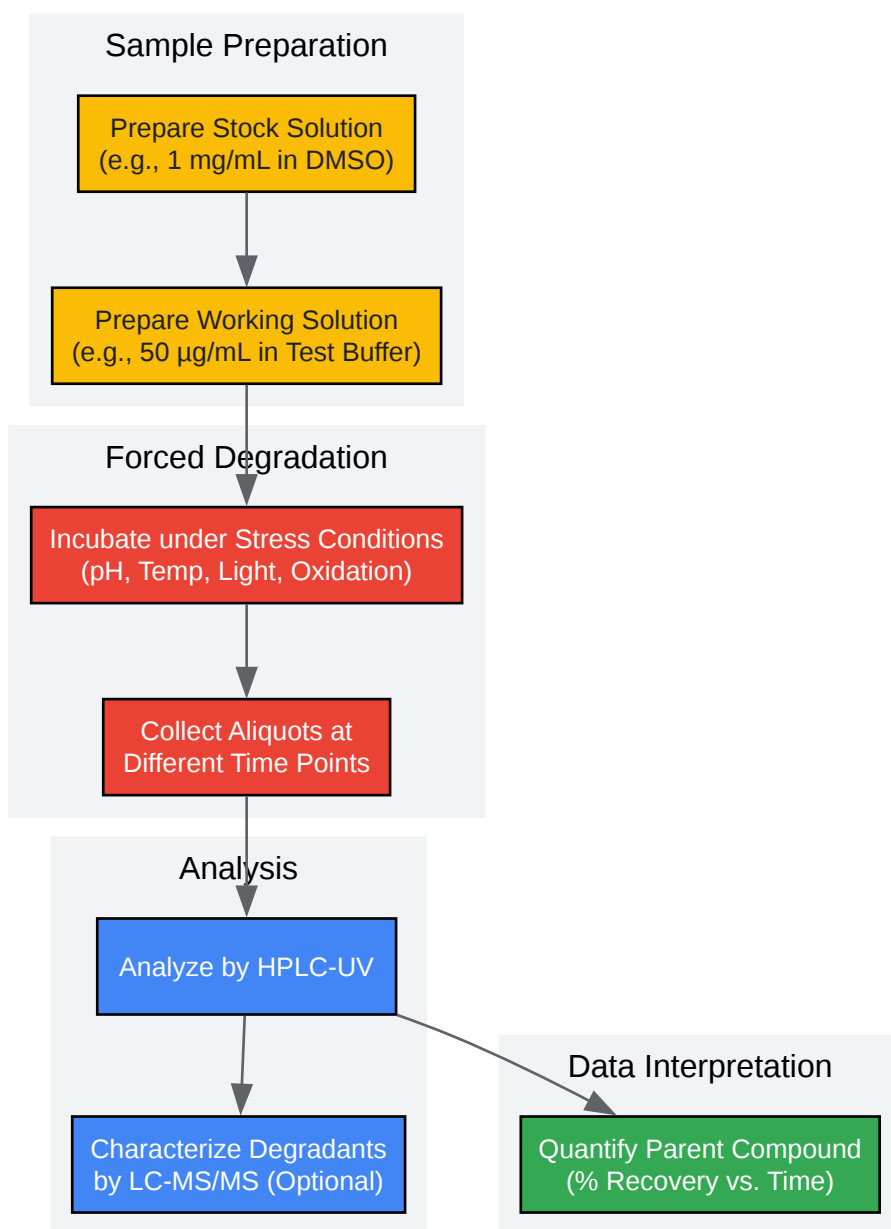 Sample Preparation
Prepare Stock Solution
(e.g., 1 mg/mL in DMSO)
Prepare Working Solution
(e.g., 50 µg/mL in Test Buffer)
Forced Degradation
Incubate under Stress Conditions
(pH, Temp, Light, Oxidation)
Collect Aliquots at
Different Time Points
Analysis
Analyze by HPLC-UV
Data Interpretation
Characterize Degradants
by LC-MS/MS (Optional)
Quantify Parent Compound
(% Recovery vs. Time)